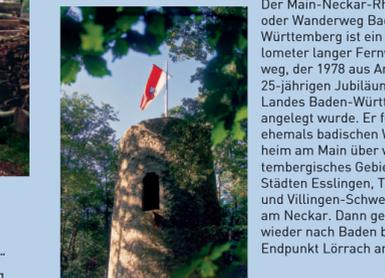 Der Main-Neckar-Rh
oder Wanderweg Bad
Württemberg ist ein
lometer langer Fernw
weg, der 1978 aus An
25-jährigen Jubiläun
Landes Baden-Württ
angelegt wurde. Er f
ehemals badischen W
heim am Main über w
tembergisches Gebie
Städten Esslingen, T
und Villingen-Schwe
am Neckar. Dann ge
wieder nach Baden b
Endpunkt Lörrach an